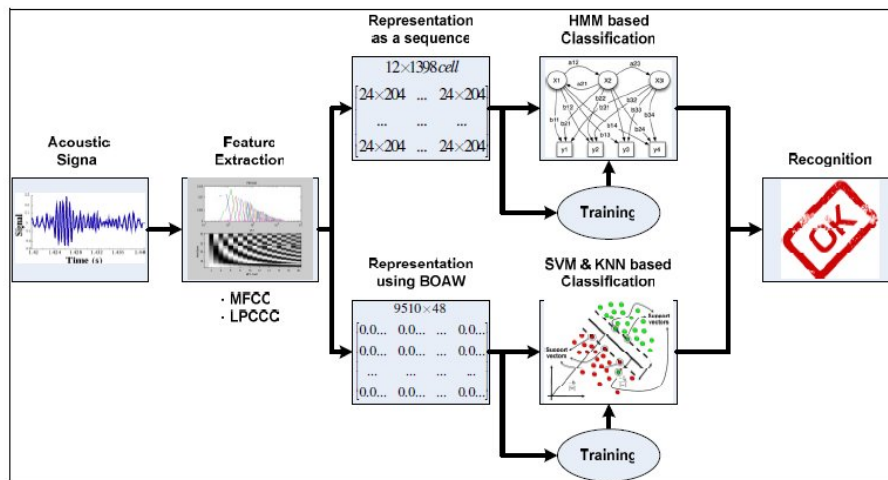 Representation
as a sequence
12×1398cell
24×204 ... 24×204
... ... ...
24×204 ... 24×204
HMM based
Classification
a12 a23
X1 X2 X3
a21
b12 b22 b31 b32
b11 b21 b14 b33 b34
b13 b24
y1 y2 y3 y4
Training
Acoustic
Signa
Signal
Time (s)
Feature
Extraction
· MFCC
· LPCCC
Recognition
OK
Representation
using BOAW
9510×48
0.0... 0.0... ... 0.0...
0.0... 0.0... ... 0.0...
... ... ... ...
0.0... 0.0... ... 0.0...
SVM & KNN based
Classification
Support
vectors
Support
vectors
Training